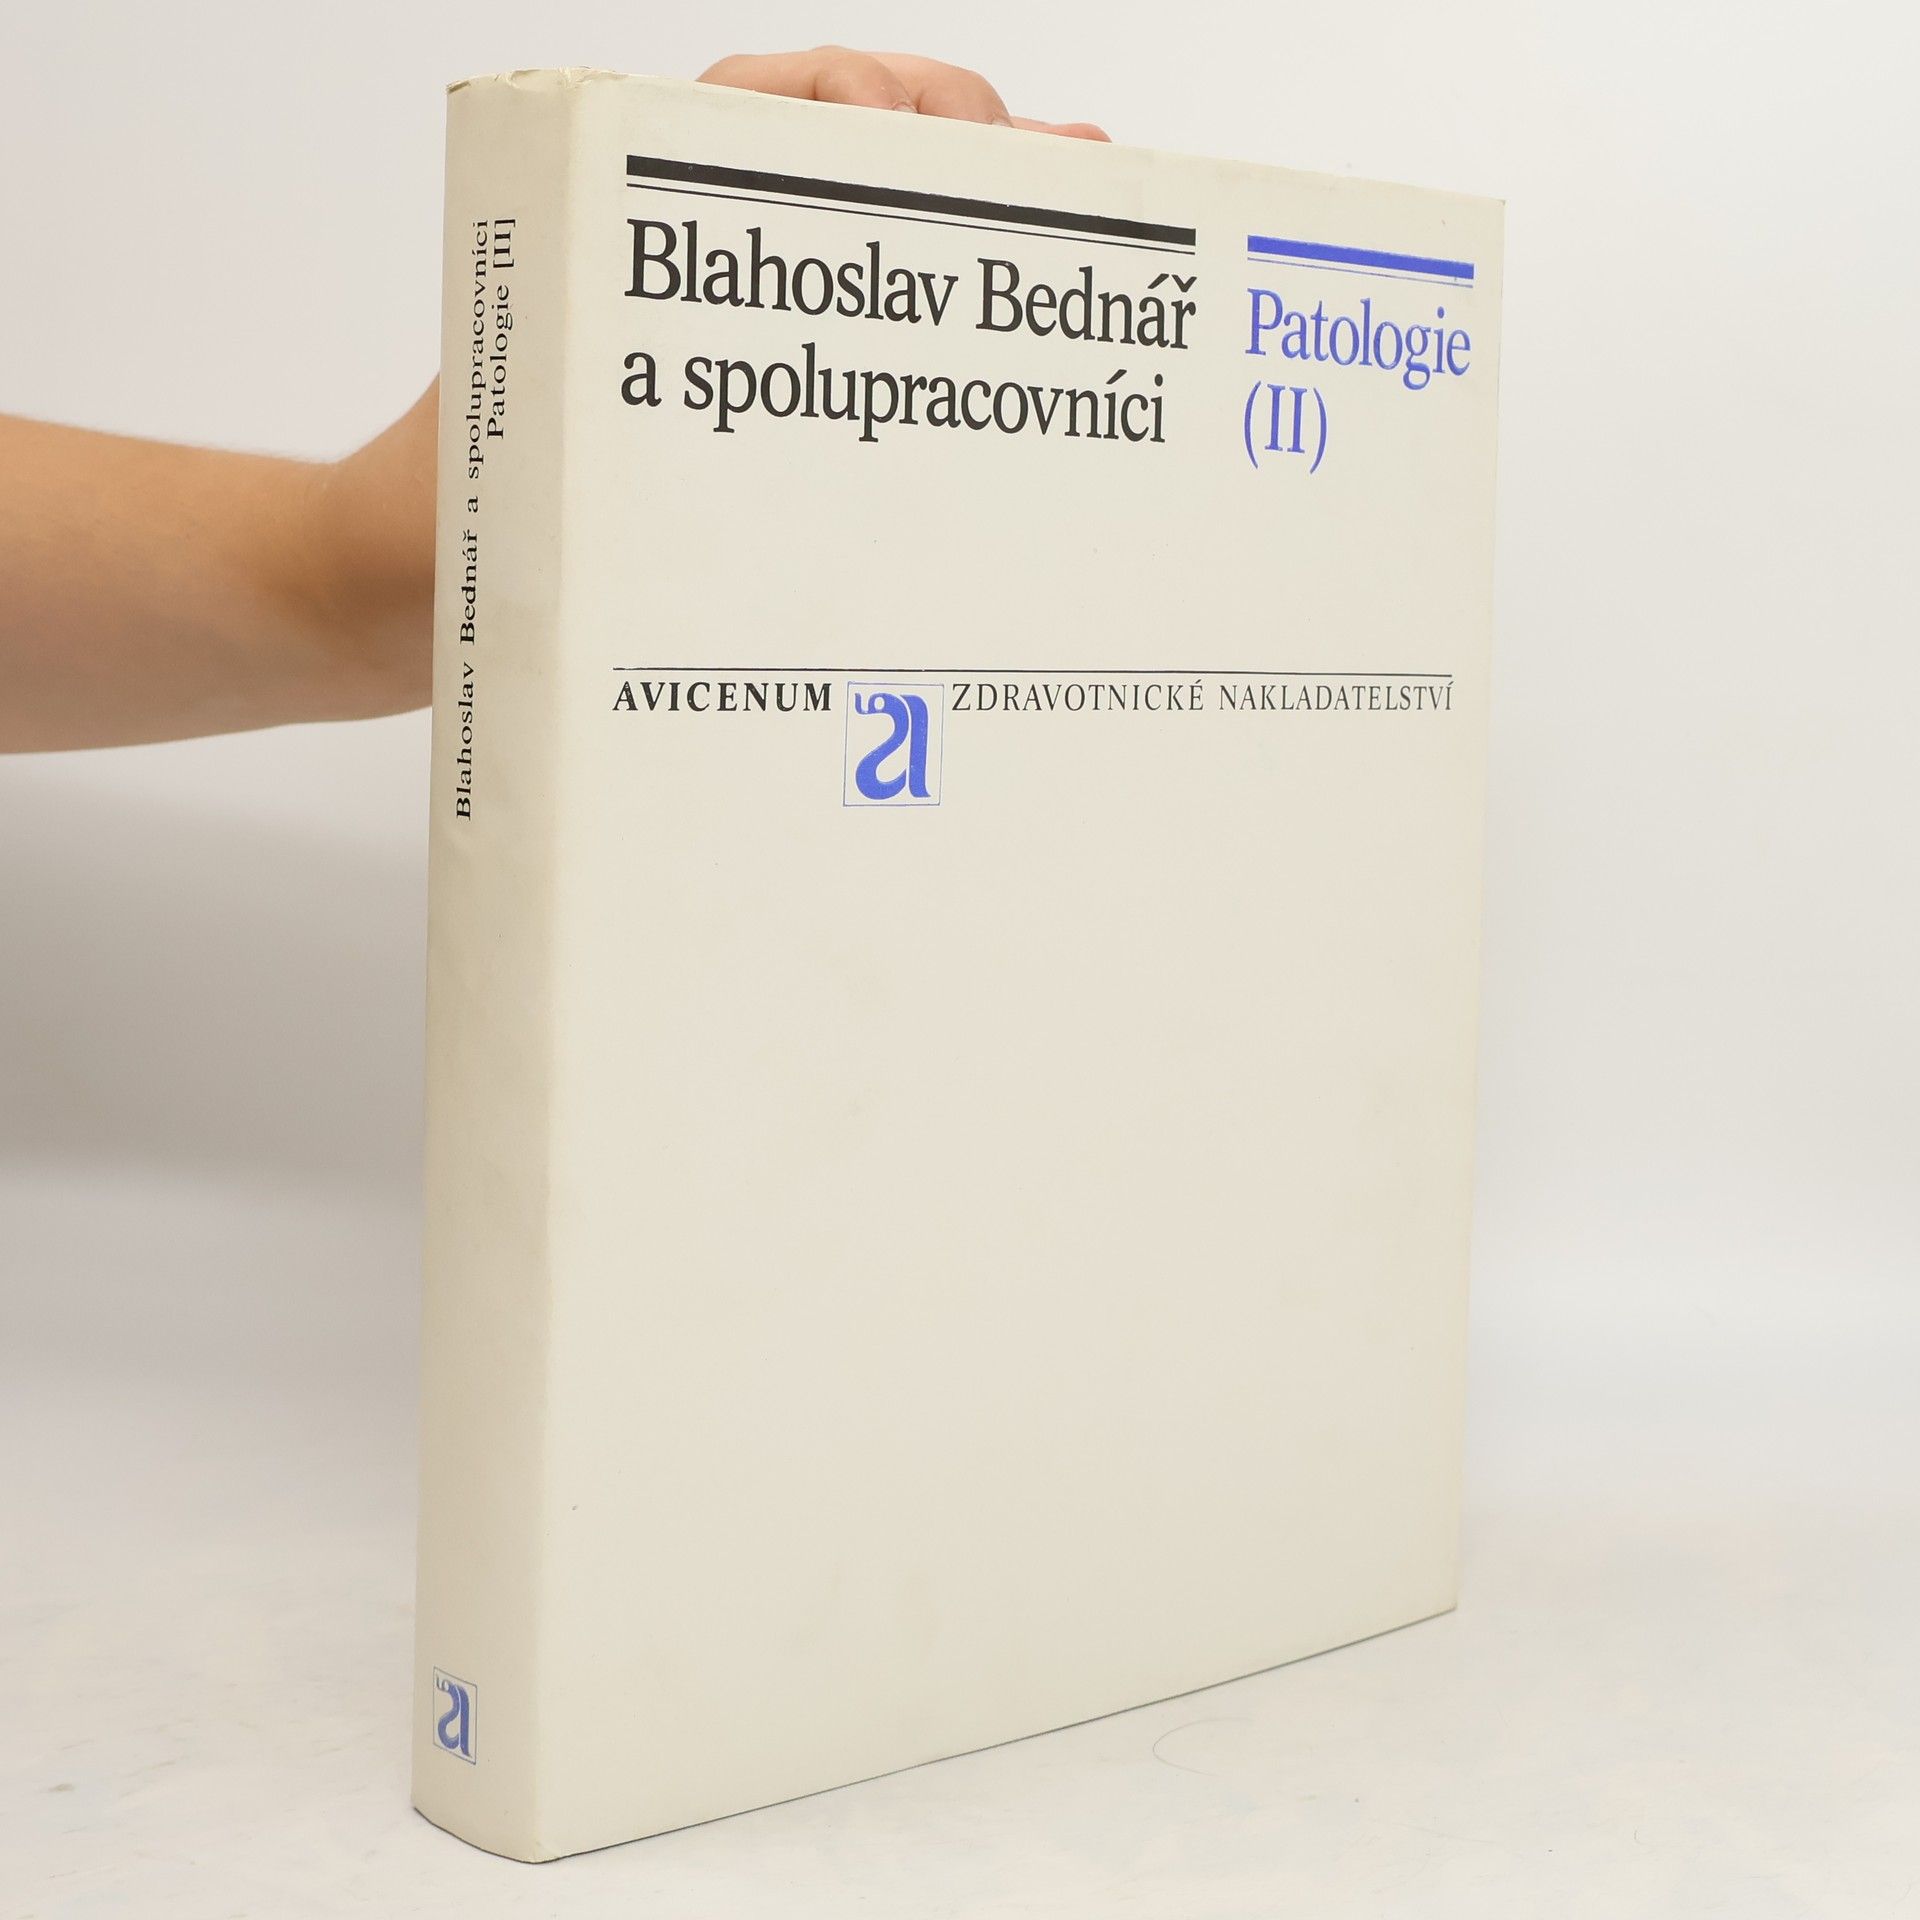 Blahoslav Bednář
a spolupracovníci
Patologie
(II)
AVICENUM
a
ZDRAVOTNICKÉ NAKLADATELSTVÍ
Blahoslav Bednář a spolupracovníci
Patologie [II]
a